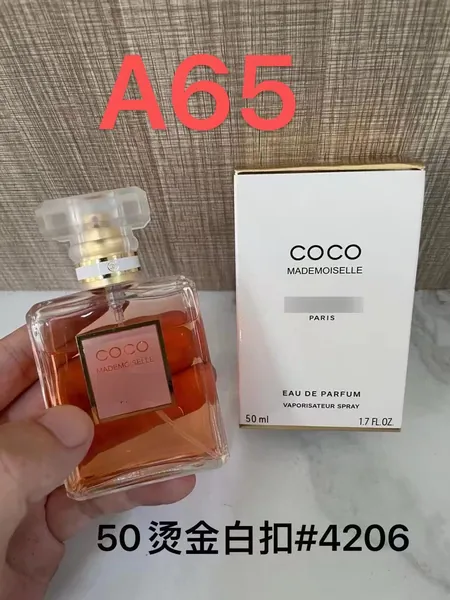 A65
COCO
MADEMOISELLE
PARIS
EAU DE PARFUM
VAPORISATEUR SPRAY
50 ml 1.7 FL.OZ.
COCO
MADEMOISELLE
50烫金白扣#4206